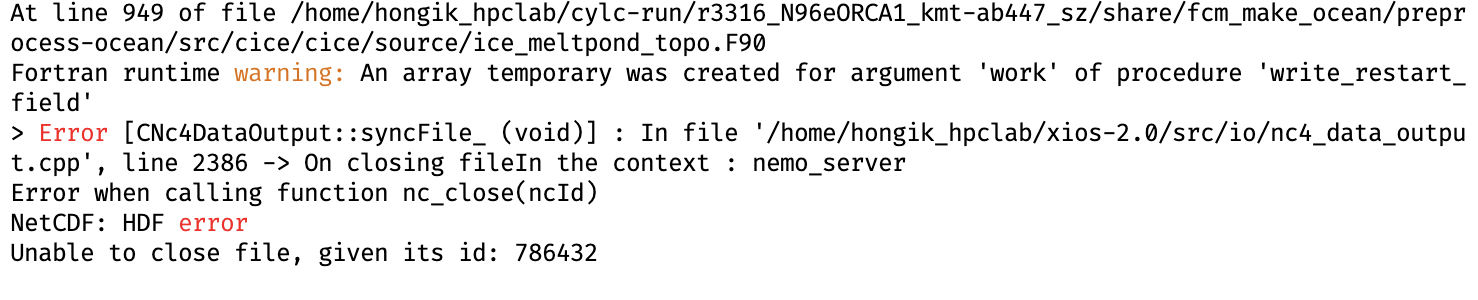 At line 949 of file /home/hongik_hpclab/cylc-run/r3316_N96eORCA1_kmt-ab447_sz/share/fcm_make_ocean/prepr
ocess-ocean/src/cice/cice/source/ice_meltpond_topo.F90
Fortran runtime warning: An array temporary was created for argument 'work' of procedure 'write_restart_
field'
> Error [CNc4DataOutput::syncFile_ (void)] : In file '/home/hongik_hpclab/xios-2.0/src/io/nc4_data_outpu
t.cpp', line 2386 -> On closing fileIn the context : nemo_server
Error when calling function nc_close(ncId)
NetCDF: HDF error
Unable to close file, given its id: 786432